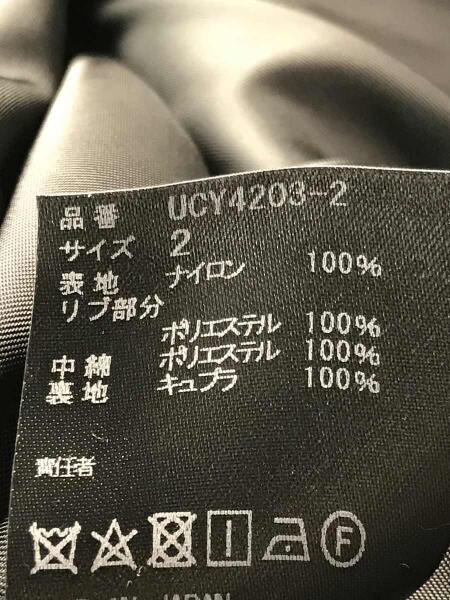 品番 UCY4203-2
サイズ 2
表地 ナイロン 100%
リブ部分
ポリエステル 100%
中綿 ポリエステル 100%
裏地 キュプラ 100%
責任者
F
JAPAN